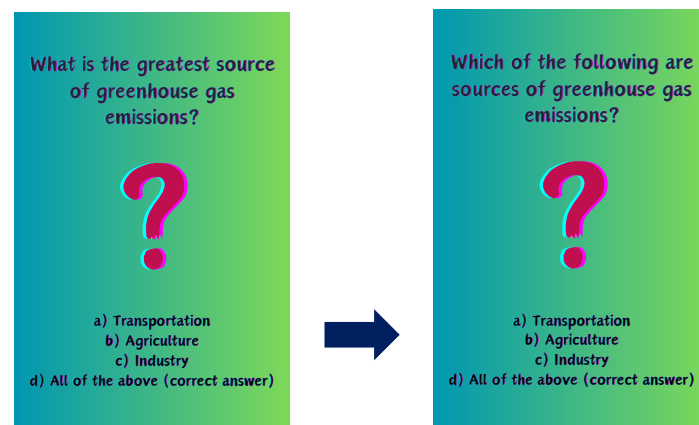 What is the greatest source
of greenhouse gas
emissions?
?
a) Transportation
b) Agriculture
c) Industry
d) All of the above (correct answer)
Which of the following are
sources of greenhouse gas
emissions?
?
a) Transportation
b) Agriculture
c) Industry
d) All of the above (correct answer)